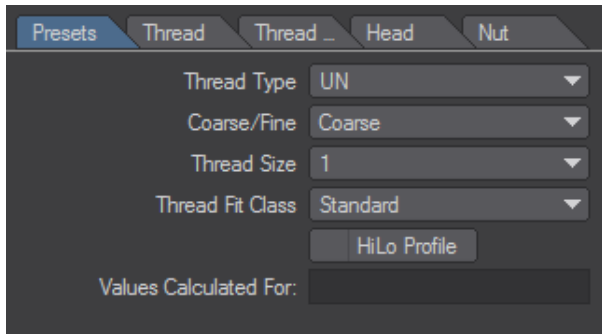 Presets Thread Thread ... Head Nut
Thread Type UN
Coarse/Fine Coarse
Thread Size 1
Thread Fit Class Standard
HiLo Profile
Values Calculated For: